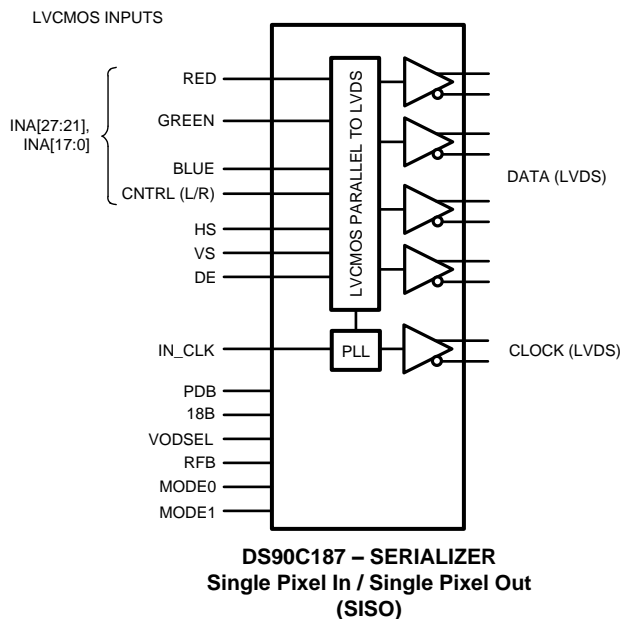 LVCMOS INPUTS
RED
GREEN
INA[27:21],
INA[17:0]
BLUE
CNTRL (L/R)
HS
VS
DE
LVCMOS PARALLEL TO LVDS
DATA (LVDS)
IN_CLK
PLL
CLOCK (LVDS)
PDB
18B
VODSEL
RFB
MODE0
MODE1
DS90C187 – SERIALIZER
Single Pixel In / Single Pixel Out
(SISO)